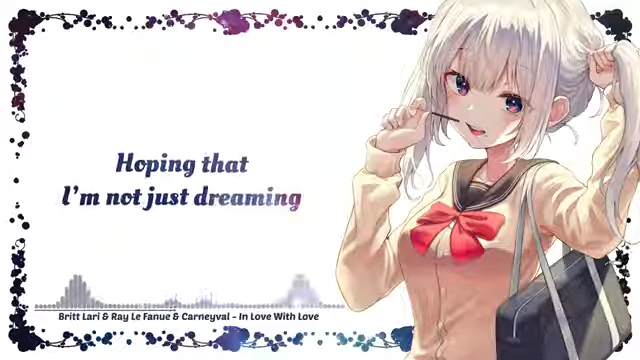 Hoping that
I'm not just dreaming
Britt Lari & Ray Le Fanue & Carneyval - In Love With Love